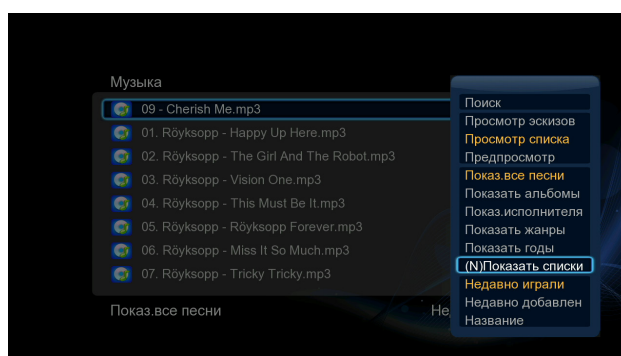 Музыка
09 - Cherish Me.mp3
01. Röyksopp - Happy Up Here.mp3
02. Röyksopp - The Girl And The Robot.mp3
03. Röyksopp - Vision One.mp3
04. Röyksopp - This Must Be It.mp3
05. Röyksopp - Röyksopp Forever.mp3
06. Röyksopp - Miss It So Much.mp3
07. Röyksopp - Tricky Tricky.mp3
Показ.все песни
Поиск
Просмотр эскизов
Просмотр списка
Предпросмотр
Показ.все песни
Показать альбомы
Показ.исполнителя
Показать жанры
Показать годы
(N)Показать списки
Недавно играли
Недавно добавлен
Название